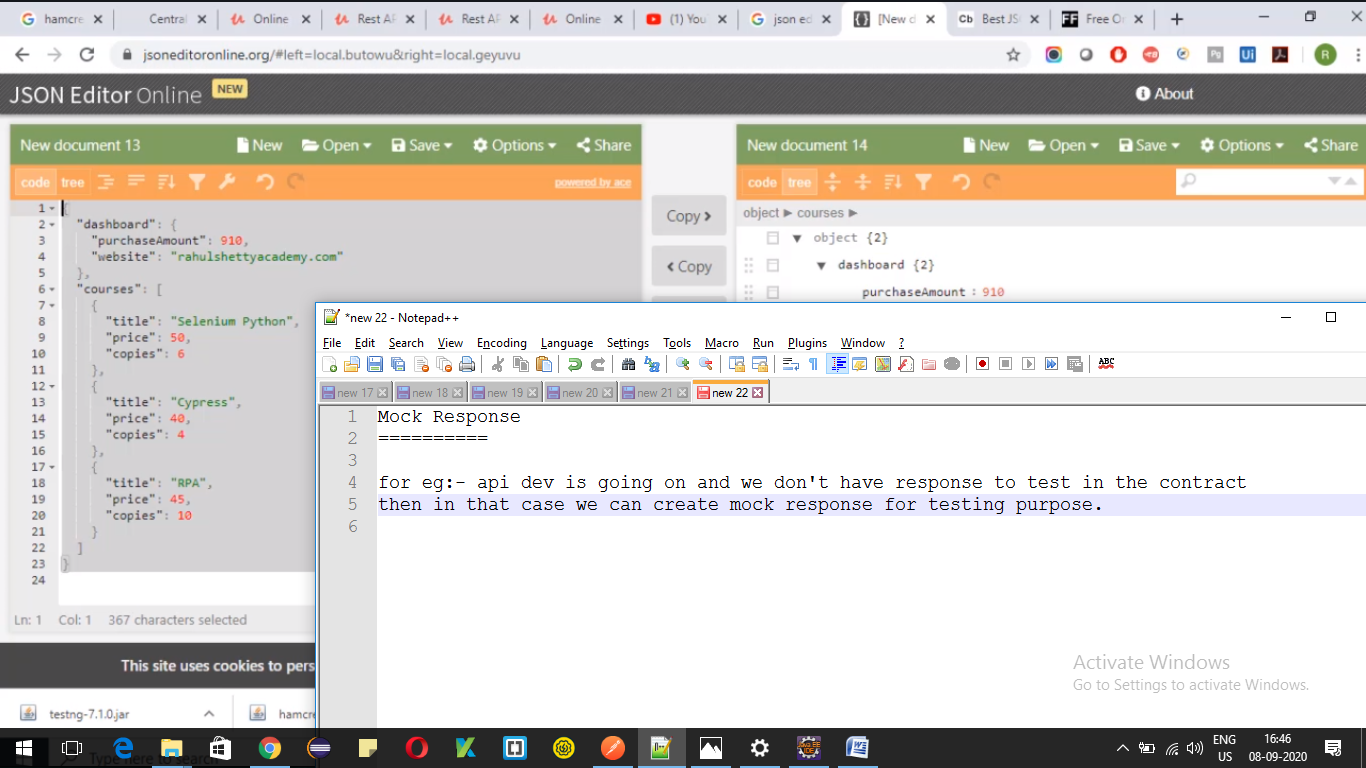 hamcre
Central
Online
Rest AF
Rest AF
Online
(1) You
json ed
[New d
Best JS
Free O
jsoneditoronline.org/#left=local.butowu&right=local.geyuvu
JSON Editor Online NEW
About
New document 13 New Open Save Options Share
code tree powered by ace
1
2 "dashboard": {
3 "purchaseAmount": 910,
4 "website": "rahulshettyacademy.com"
5 },
6 "courses": [
7 {
8 "title": "Selenium Python",
9 "price": 50,
10 "copies": 6
11 },
12 {
13 "title": "Cypress",
14 "price": 40,
15 "copies": 4
16 },
17 {
18 "title": "RPA",
19 "price": 45,
20 "copies": 10
21 }
22 ]
23 }
24
Ln: 1 Col: 1 367 characters selected
Copy >
< Copy
New document 14 New Open Save Options Share
code tree
object ► courses ►
object {2}
dashboard {2}
purchaseAmount : 910
*new 22 - Notepad++
File Edit Search View Encoding Language Settings Tools Macro Run Plugins Window ?
new 17 new 18 new 19 new 20 new 21 new 22
1 Mock Response
2 ==========
3
4 for eg:- api dev is going on and we don't have response to test in the contract
5 then in that case we can create mock response for testing purpose.
6
Activate Windows
Go to Settings to activate Windows.
This site uses cookies to pers
testng-7.1.0.jar
hamcre
Type here to search
ENG
US
16:46
08-09-2020